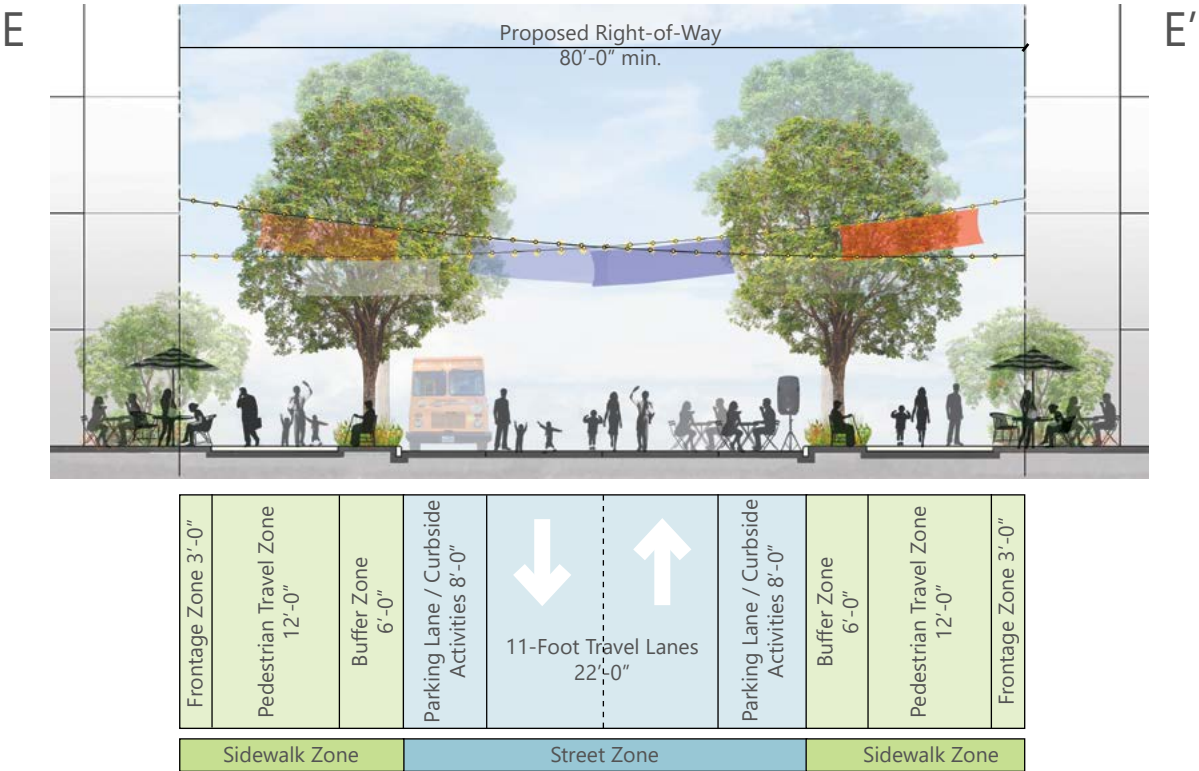 E
E'
Proposed Right-of-Way
80'-0" min.
Frontage Zone 3'-0"
Pedestrian Travel Zone
12'-0"
Buffer Zone
6'-0"
Parking Lane / Curbside
Activities 8'-0"
11-Foot Travel Lanes
22'-0"
Parking Lane / Curbside
Activities 8'-0"
Buffer Zone
6'-0"
Pedestrian Travel Zone
12'-0"
Frontage Zone 3'-0"
Sidewalk Zone
Street Zone
Sidewalk Zone